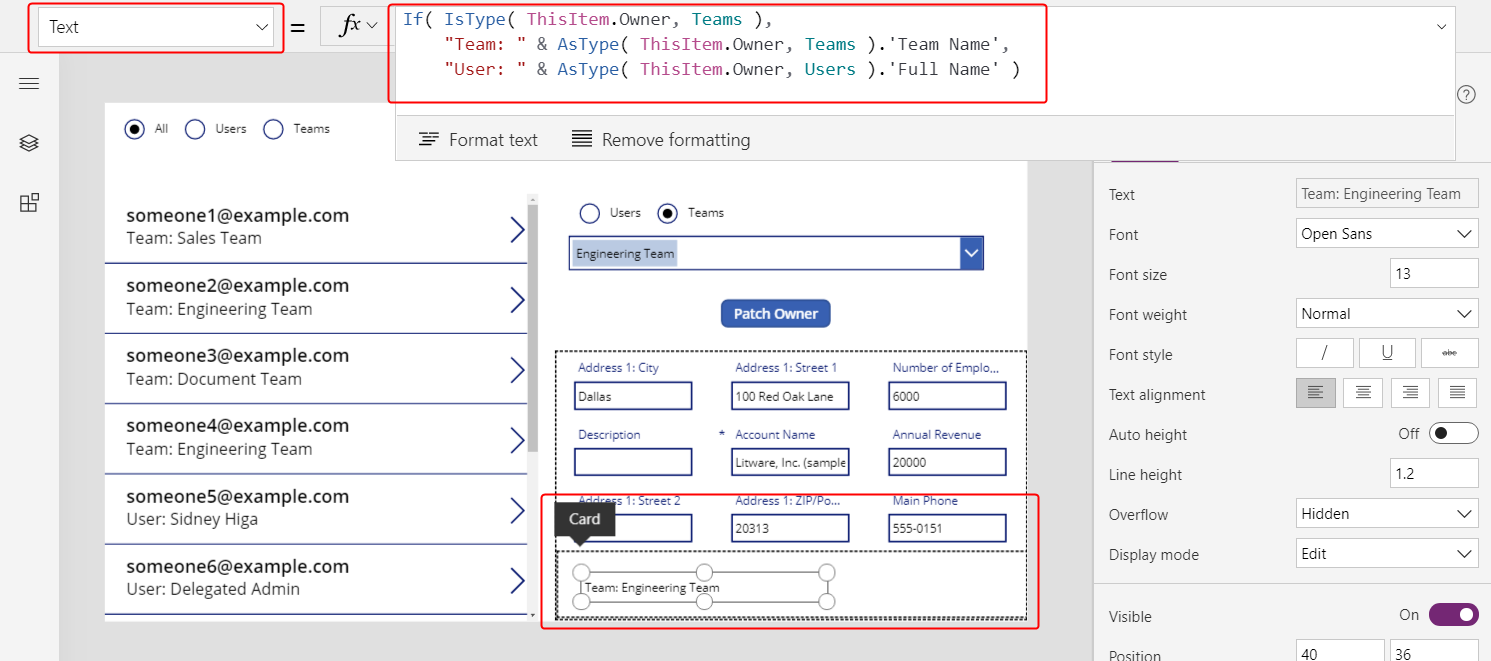 Text
=
fx
If( IsType( ThisItem.Owner, Teams ),
"Team: " & AsType( ThisItem.Owner, Teams ).'Team Name',
"User: " & AsType( ThisItem.Owner, Users ).'Full Name' )
Format text
Remove formatting
?
All
Users
Teams
someone1@example.com
Team: Sales Team
someone2@example.com
Team: Engineering Team
someone3@example.com
Team: Document Team
someone4@example.com
Team: Engineering Team
someone5@example.com
User: Sidney Higa
someone6@example.com
User: Delegated Admin
Users
Teams
Engineering Team
Patch Owner
Address 1: City
Address 1: Street 1
Number of Emplo...
Dallas
100 Red Oak Lane
6000
Description
* Account Name
Annual Revenue
Litware, Inc. (sample
20000
Address 1: Street 2
Address 1: ZIP/Po...
Main Phone
Card
20313
555-0151
Team: Engineering Team
Text
Team: Engineering Team
Font
Open Sans
Font size
13
Font weight
Normal
Font style
/
U
abc
Text alignment
Auto height
Off
Line height
1.2
Overflow
Hidden
Display mode
Edit
Visible
On
Position
40
36